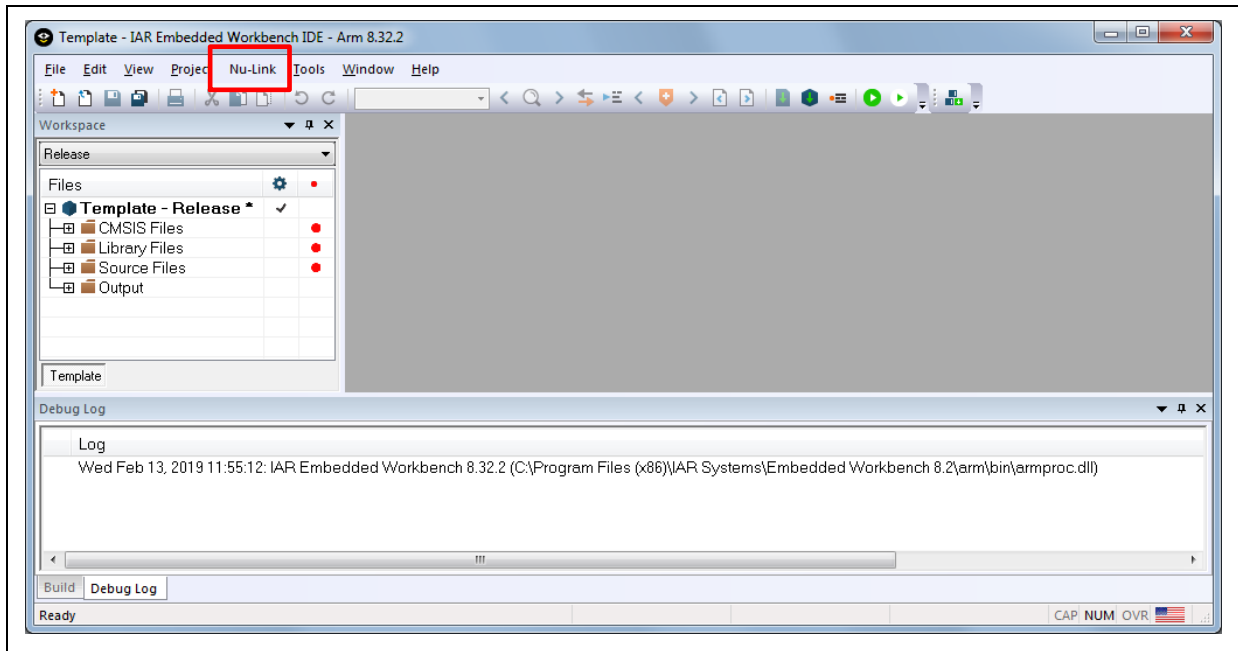 Template - IAR Embedded Workbench IDE - Arm 8.32.2
File Edit View Projec Nu-Link Tools Window Help
Workspace
Release
Files
Template - Release *
CMSIS Files
Library Files
Source Files
Output
Template
Debug Log
Log
Wed Feb 13, 2019 11:55:12: IAR Embedded Workbench 8.32.2 (C:\Program Files (x86)\IAR Systems\Embedded Workbench 8.2\arm\bin\armproc.dll)
Build Debug Log
Ready CAP NUM OVR